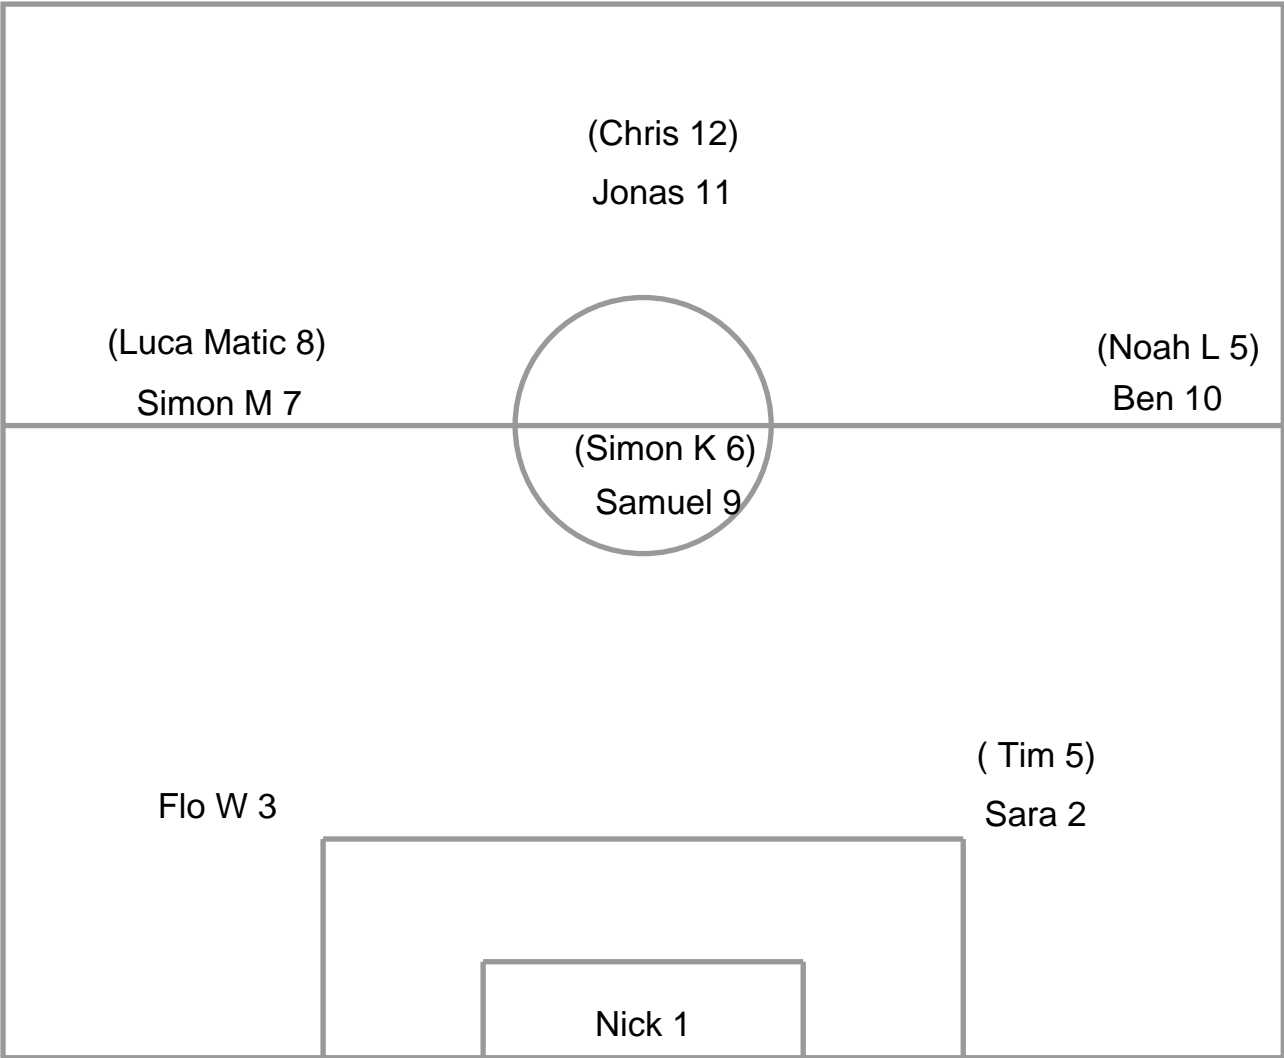 (Chris 12)
Jonas 11
(Luca Matic 8)
Simon M 7
(Noah L 5)
Ben 10
(Simon K 6)
Samuel 9
Flo W 3
( Tim 5)
Sara 2
Nick 1